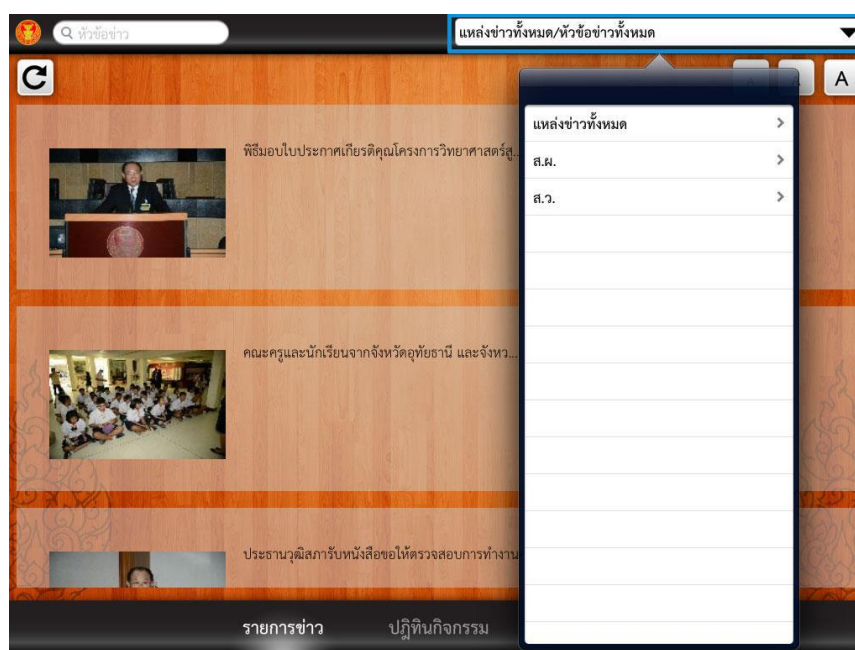 หัวข้อข่าว
แหล่งข่าวทั้งหมด/หัวข้อข่าวทั้งหมด
A
แหล่งข่าวทั้งหมด
ส.ผ.
ส.ว.
พิธีมอบใบประกาศเกียรติคุณโครงการวิทยาศาสตร์สู...
คณะครูและนักเรียนจากจังหวัดอุทัยธานี และจังหว...
ประธานวุฒิสภารับหนังสือขอให้ตรวจสอบการทำงาน
รายการข่าว
ปฏิทินกิจกรรม